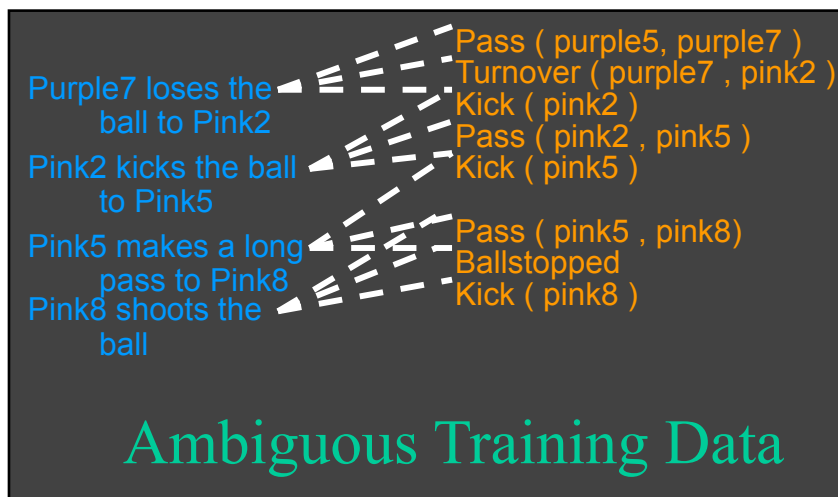 Purple7 loses the
ball to Pink2
Pink2 kicks the ball
to Pink5
Pink5 makes a long
pass to Pink8
Pink8 shoots the
ball
Pass ( purple5, purple7 )
Turnover ( purple7 , pink2 )
Kick ( pink2 )
Pass ( pink2 , pink5 )
Kick ( pink5 )
Pass ( pink5 , pink8)
Ballstopped
Kick ( pink8 )
Ambiguous Training Data